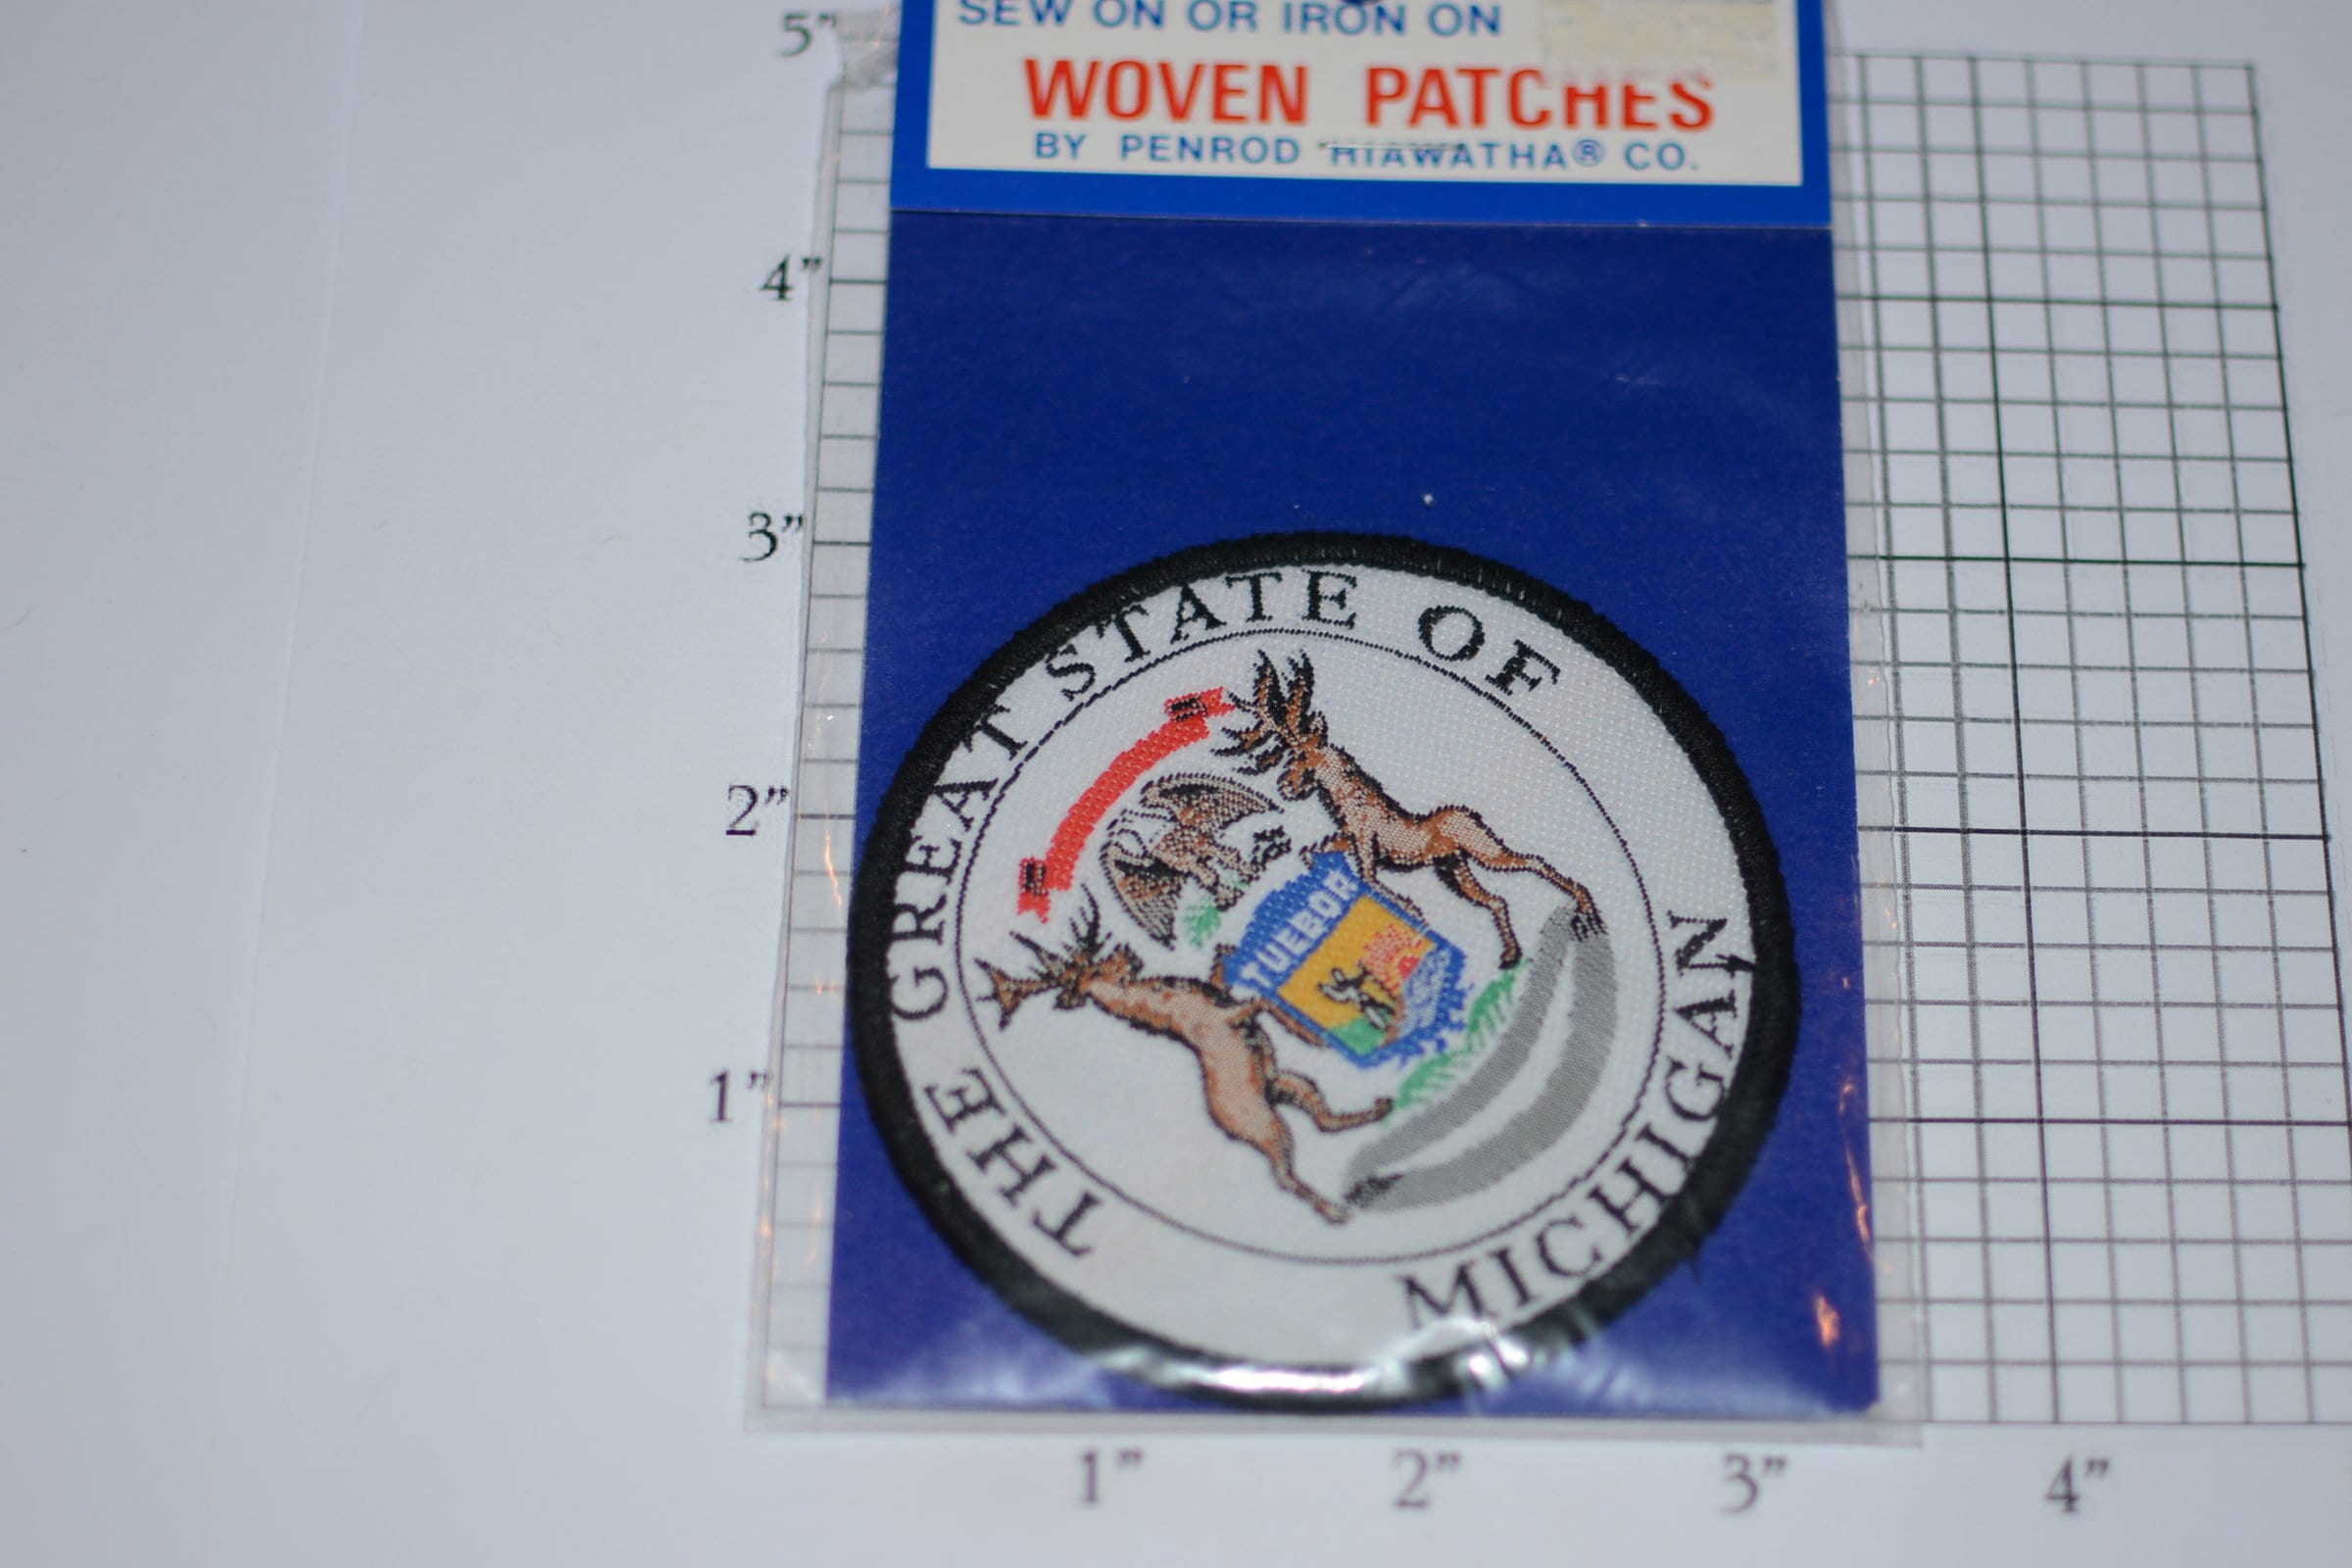 SEW ON OR IRON ON
WOVEN PATCHES
BY PENROD HIAWATHA® CO.
5"
4"
3"
2"
1"
THE GREAT STATE OF MICHIGAN
TUEBOR
1" 2" 3" 4"